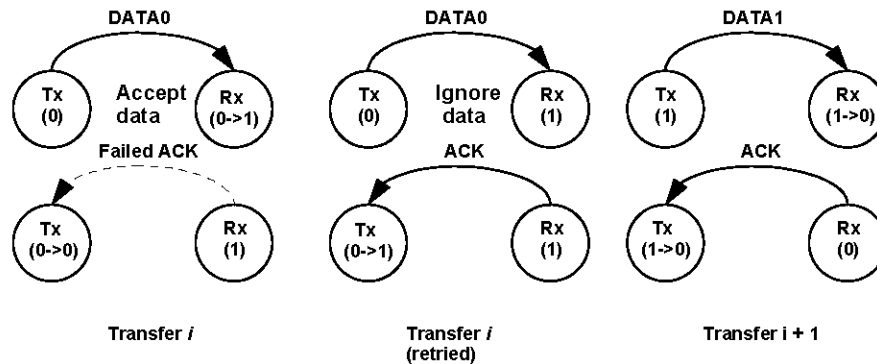 DATA0
Tx
(0)
Accept
data
Rx
(0->1)
Failed ACK
Tx
(0->0)
Rx
(1)
Transfer i
DATA0
Tx
(0)
Ignore
data
Rx
(1)
ACK
Tx
(0->1)
Rx
(1)
Transfer i
(retried)
DATA1
Tx
(1)
Rx
(1->0)
ACK
Tx
(1->0)
Rx
(0)
Transfer i + 1